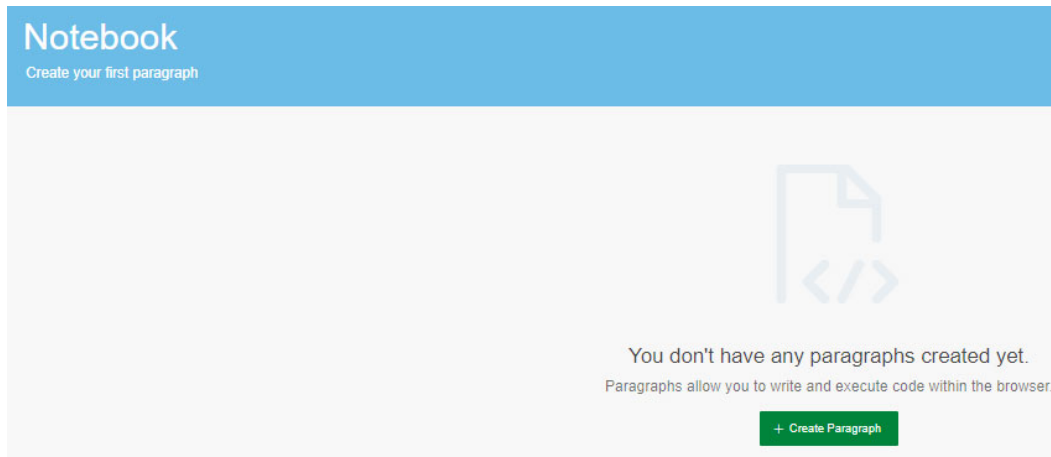 Notebook
Create your first paragraph
</>
You don't have any paragraphs created yet.
Paragraphs allow you to write and execute code within the browser.
+ Create Paragraph